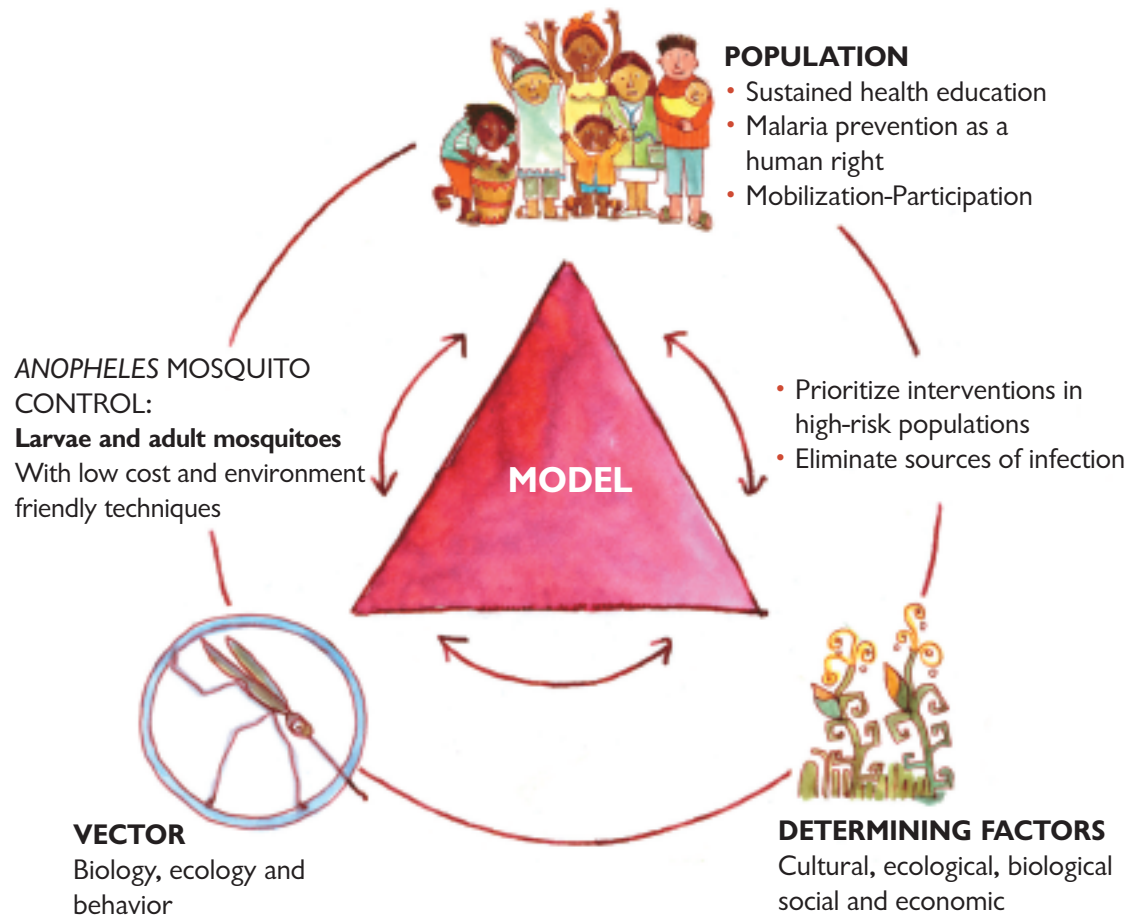 POPULATION
• Sustained health education
• Malaria prevention as a
human right
• Mobilization-Participation
ANOPHELES MOSQUITO
CONTROL:
Larvae and adult mosquitoes
With low cost and environment
friendly techniques
• Prioritize interventions in
high-risk populations
• Eliminate sources of infection
MODEL
VECTOR
Biology, ecology and
behavior
DETERMINING FACTORS
Cultural, ecological, biological
social and economic